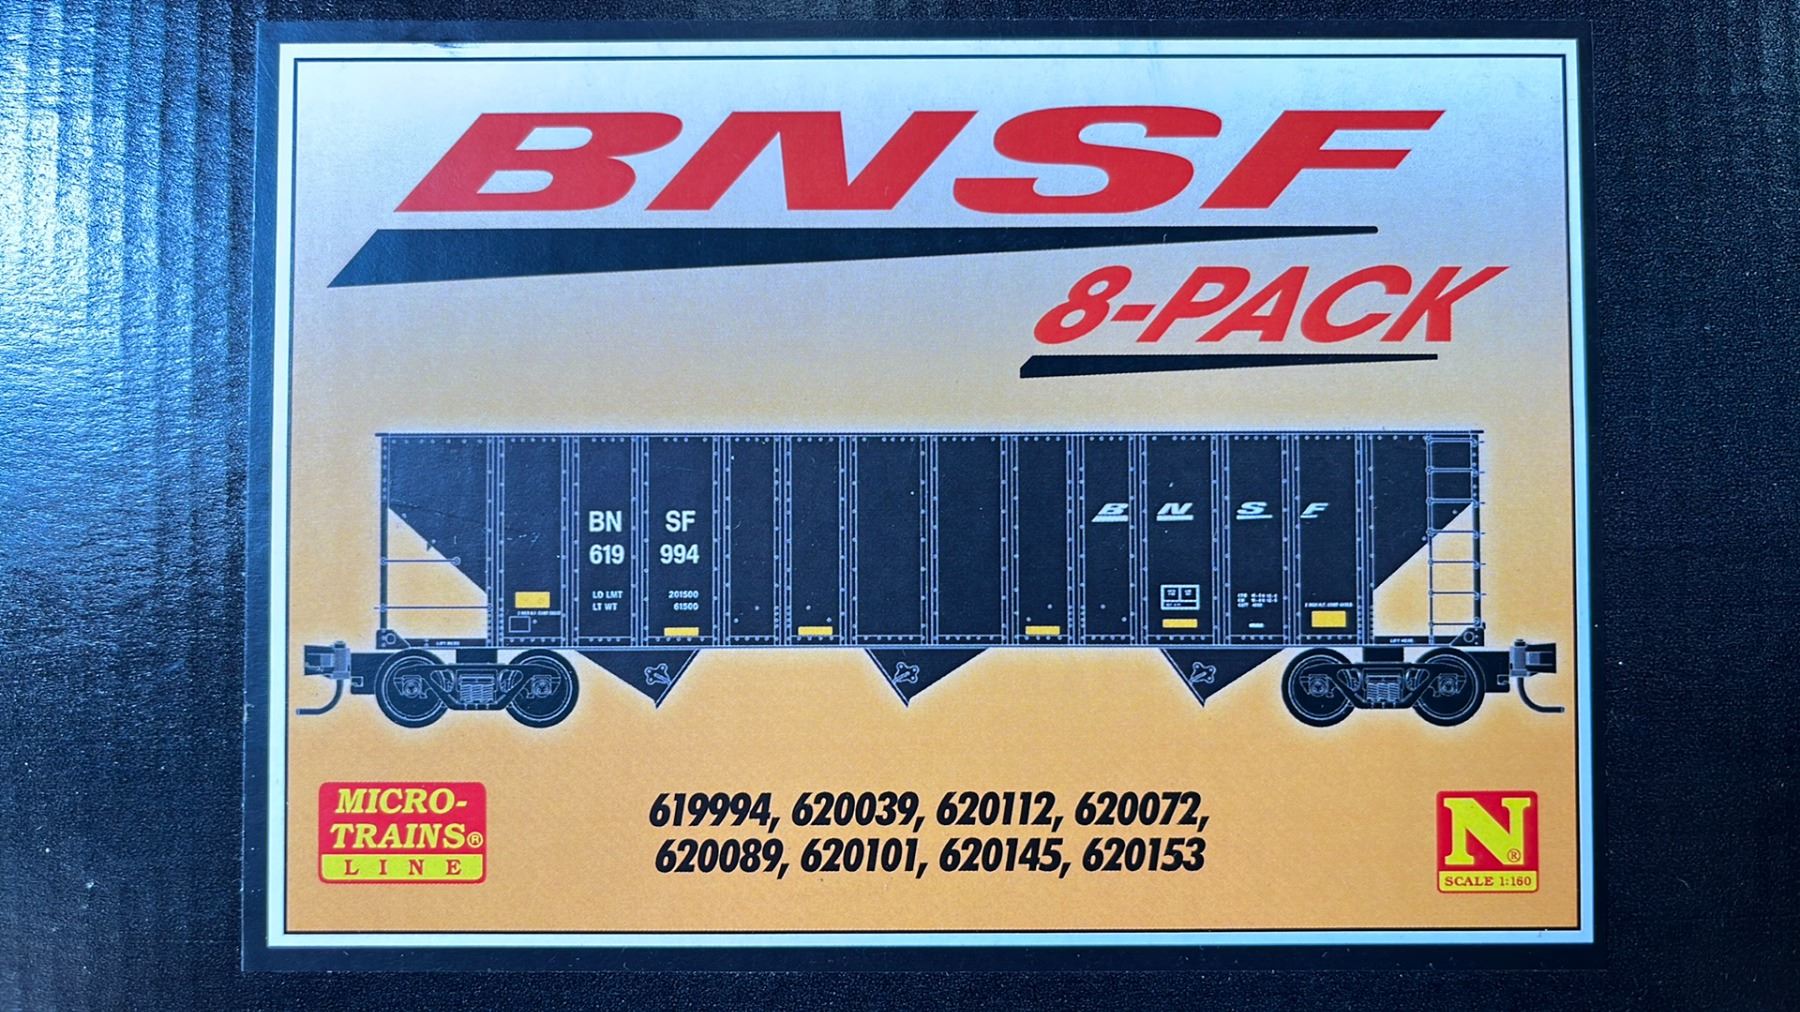 BNSF
8-PACK
BN SF
619 994
BNSF
LD LMT 201500
LT WT 61500
MICRO-
TRAINS®
LINE
619994, 620039, 620112, 620072,
620089, 620101, 620145, 620153
N®
SCALE 1:160